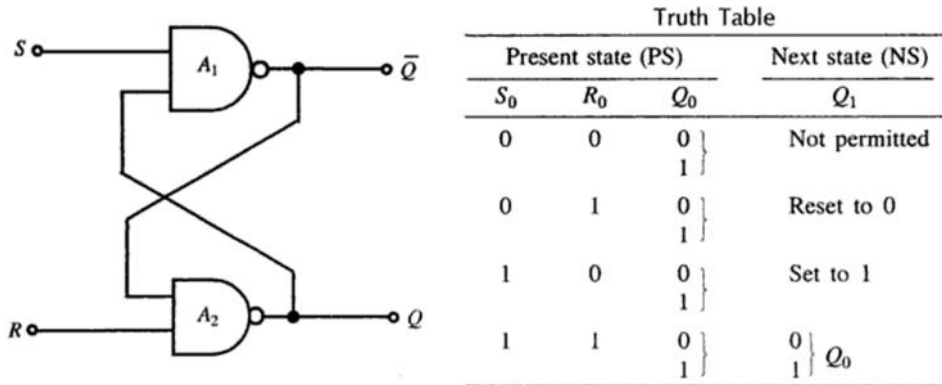 S
A₁
Q̅
A₂
R
Q
Truth Table
Present state (PS) Next state (NS)
S₀ R₀ Q₀ Q₁
0 0 0 Not permitted
1
0 1 0 Reset to 0
1
1 0 0 Set to 1
1
1 1 0 0
1 1 Q₀